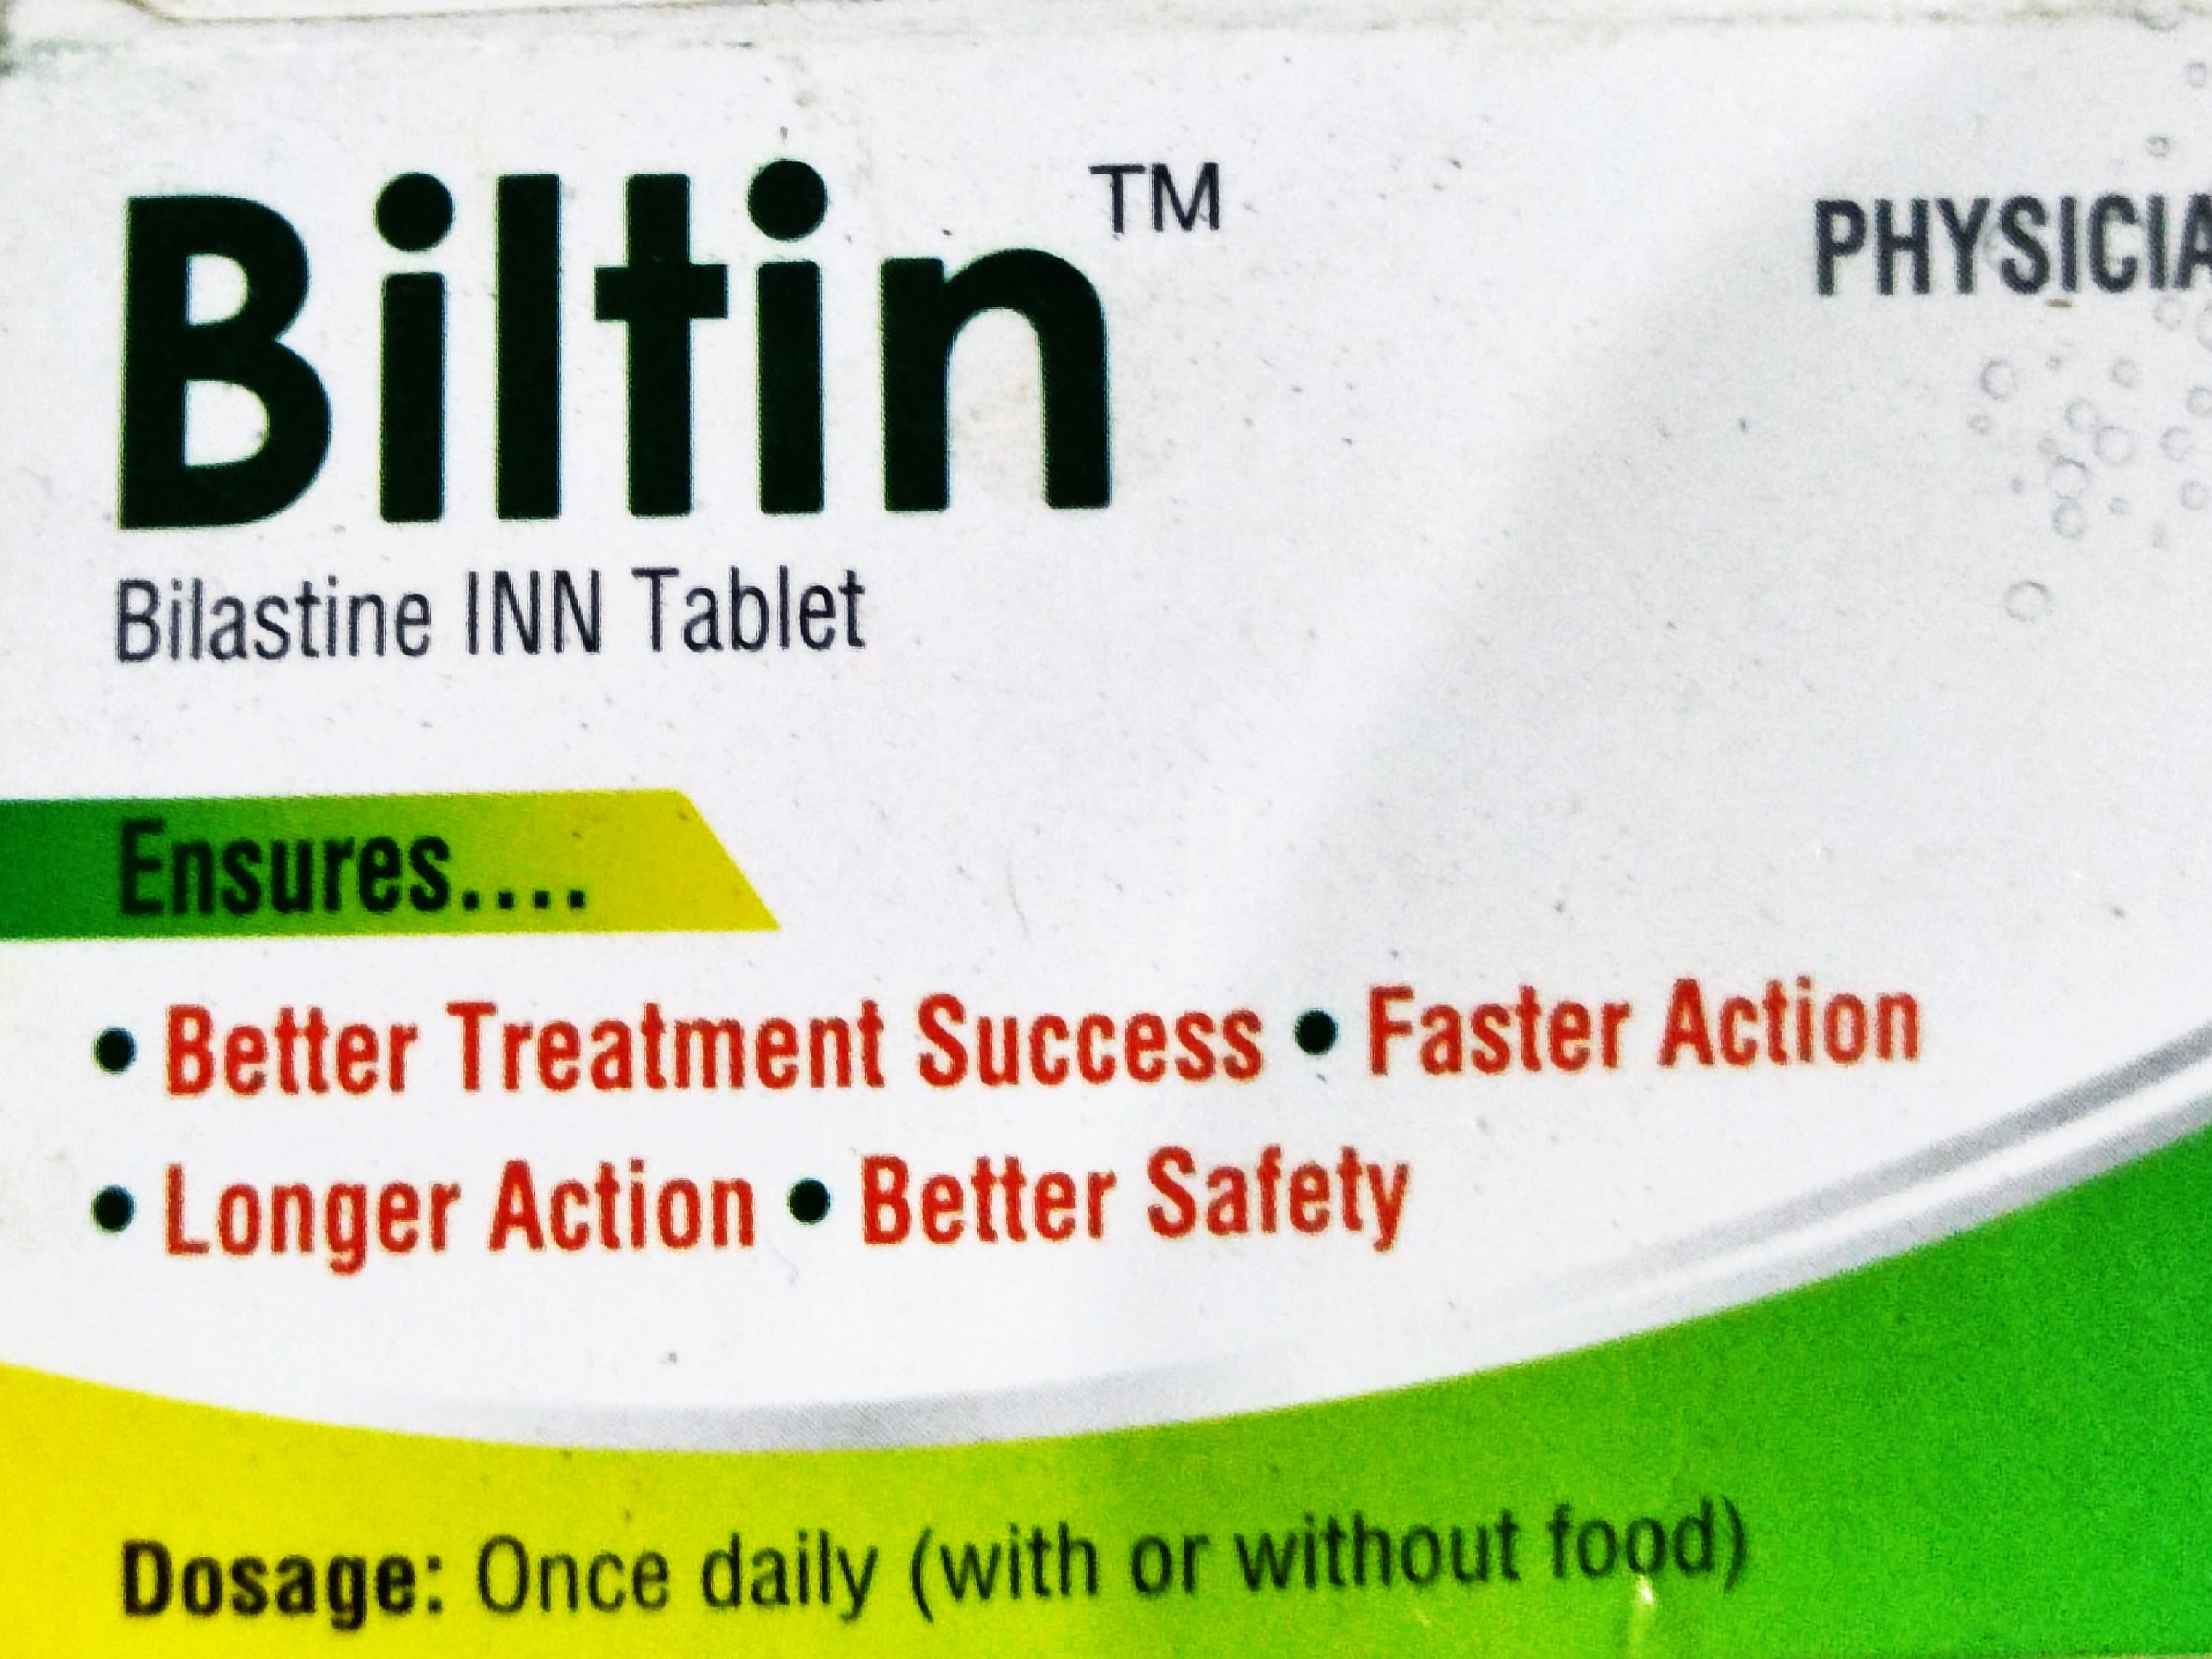 Biltin™
PHYSICIA
Bilastine INN Tablet
Ensures....
• Better Treatment Success • Faster Action
• Longer Action • Better Safety
Dosage: Once daily (with or without food)